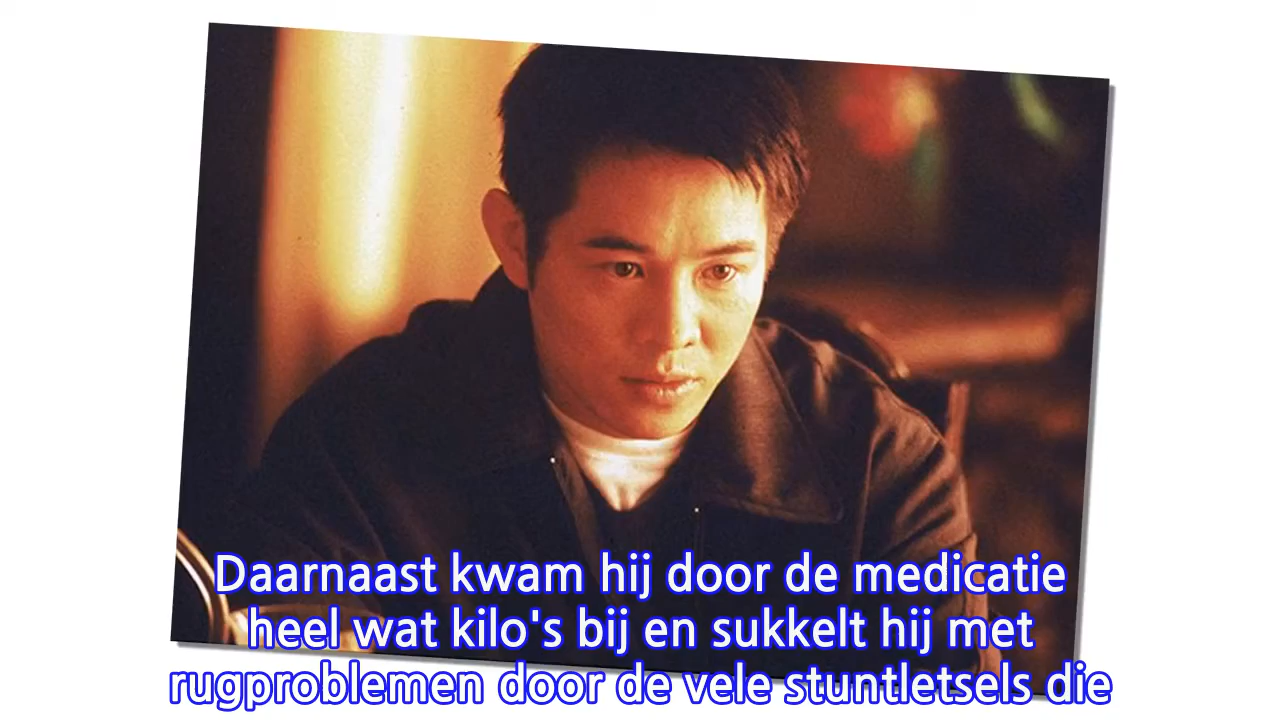 Daarnaast kwam hij door de medicatie
heel wat kilo's bij en sukkelt hij met
rugproblemen door de vele stuntletsels die